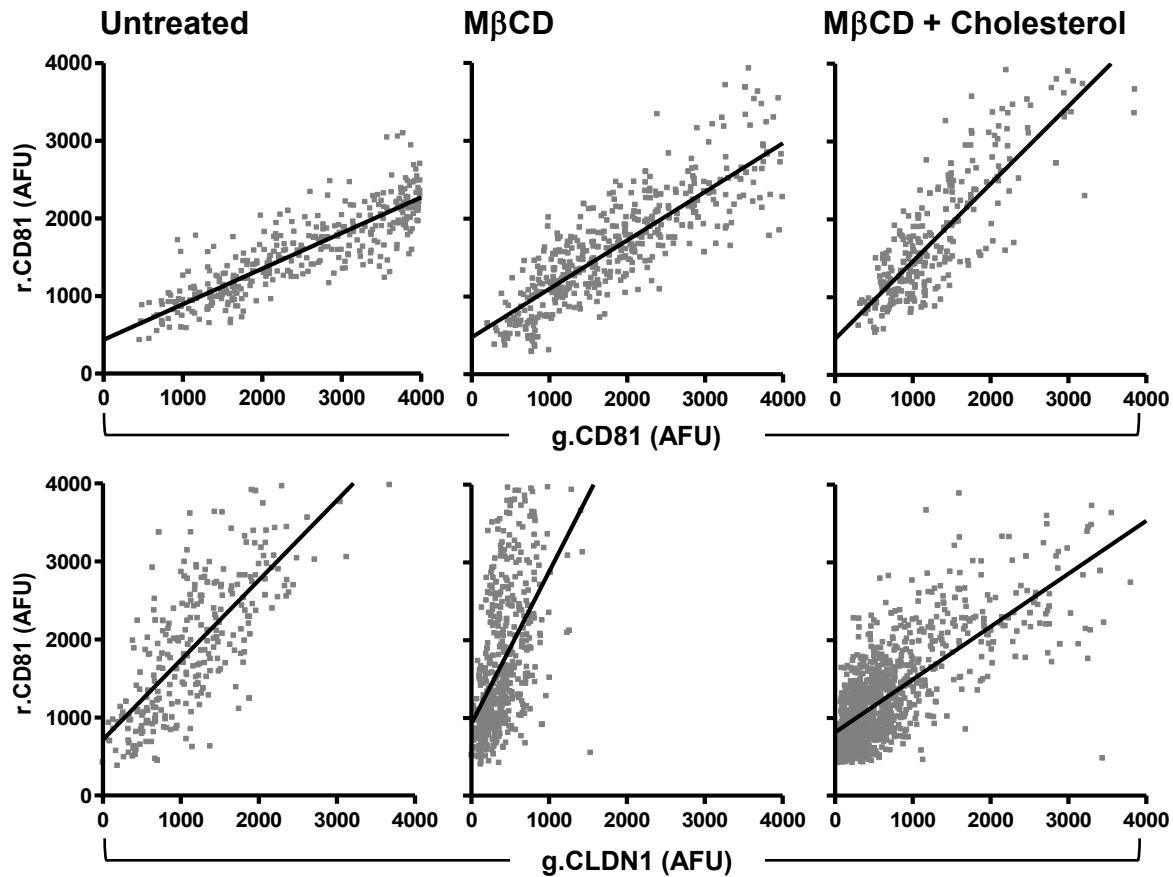 Untreated MβCD MβCD + Cholesterol
r.CD81 (AFU)
4000
3000
2000
1000
0
0 1000 2000 3000 4000 0 1000 2000 3000 4000 0 1000 2000 3000 4000
g.CD81 (AFU)
r.CD81 (AFU)
4000
3000
2000
1000
0
0 1000 2000 3000 4000 0 1000 2000 3000 4000 0 1000 2000 3000 4000
g.CLDN1 (AFU)